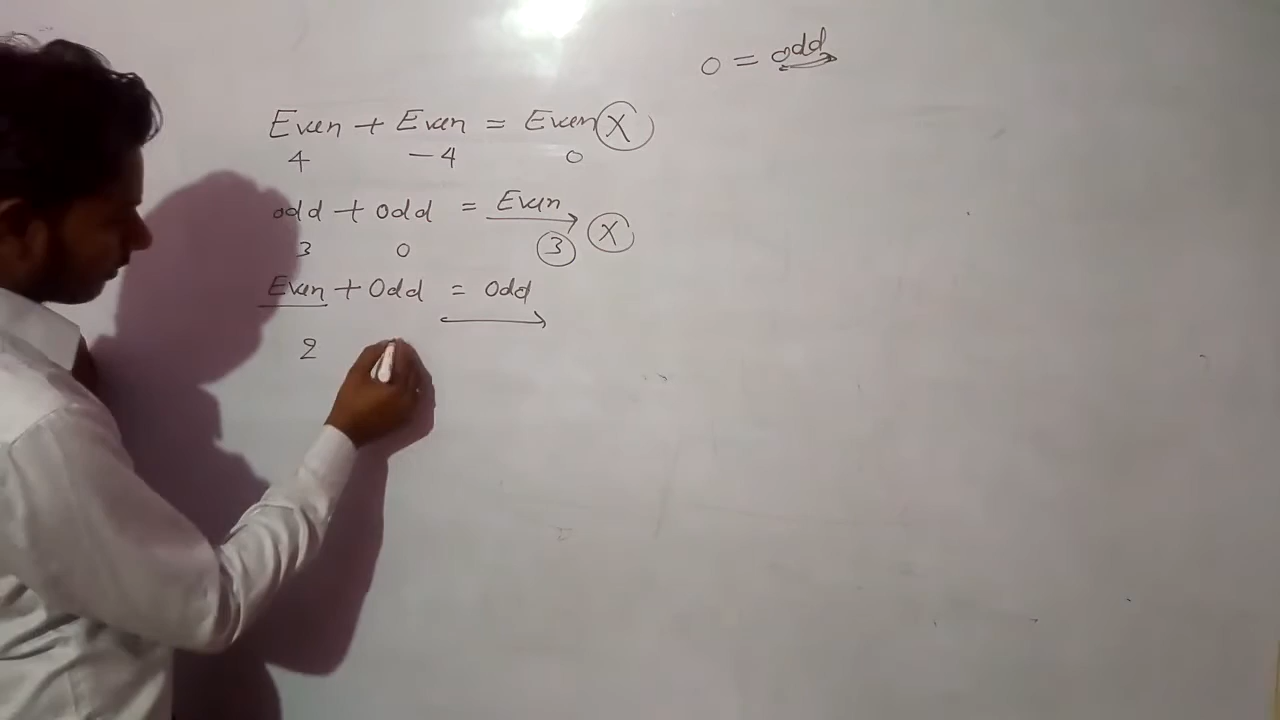 0 = odd
Even + Even = Even X
4 -4 0
odd + odd = Even
3 0 3 X
Even + Odd = Odd
2